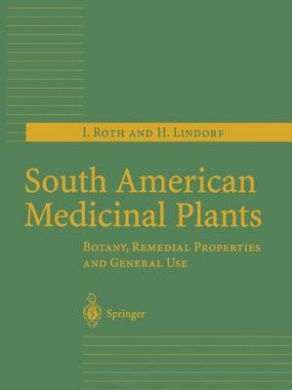 I. Roth and H. Lindorf
South American
Medicinal Plants
Botany, Remedial Properties
and General Use
Springer